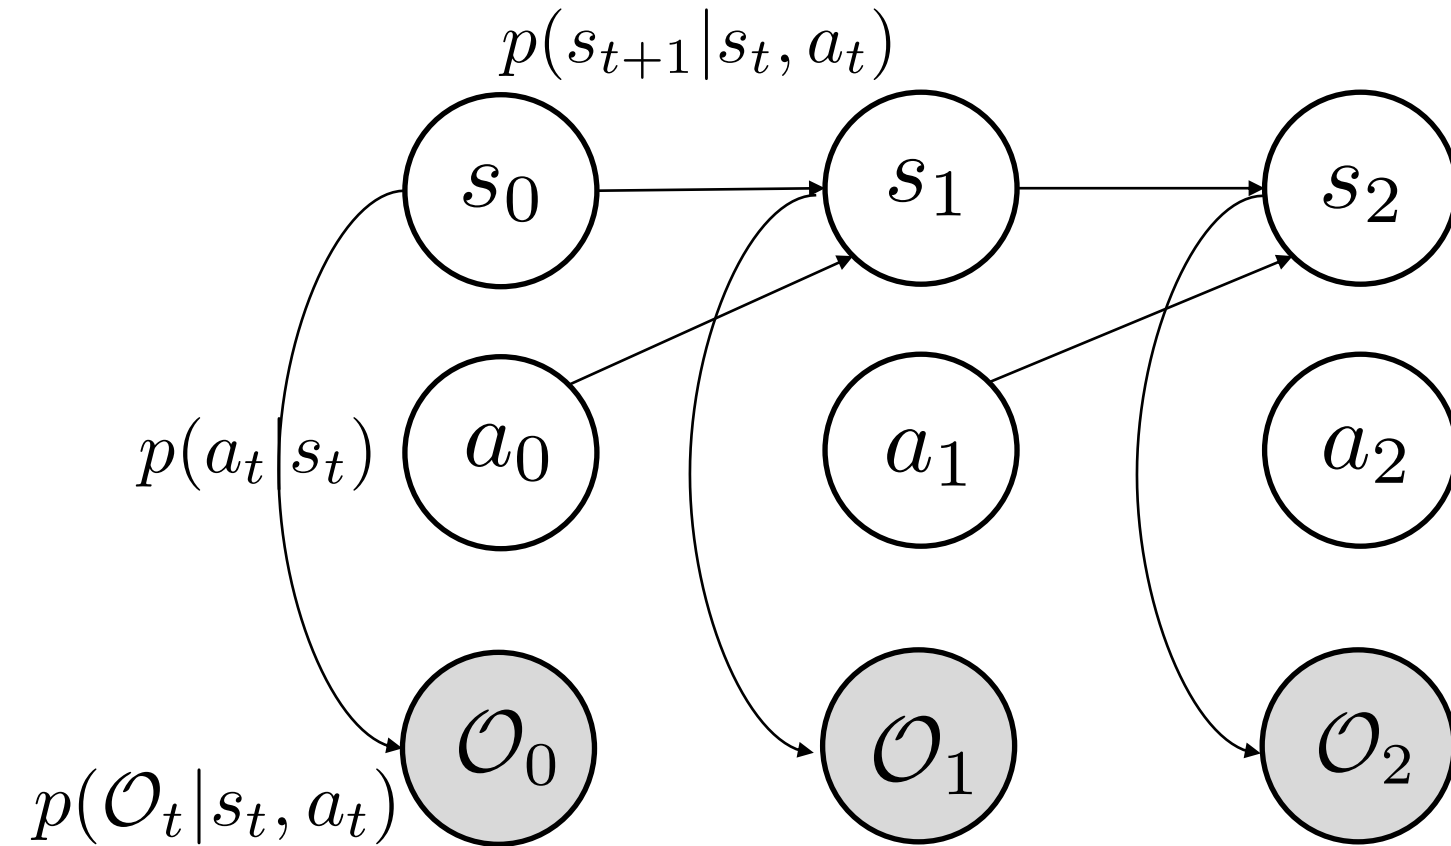 p(s_{t+1}|s_t, a_t)
s_0 s_1 s_2
a_0 a_1 a_2
p(a_t|s_t)
𝒪_0 𝒪_1 𝒪_2
p(𝒪_t|s_t, a_t)